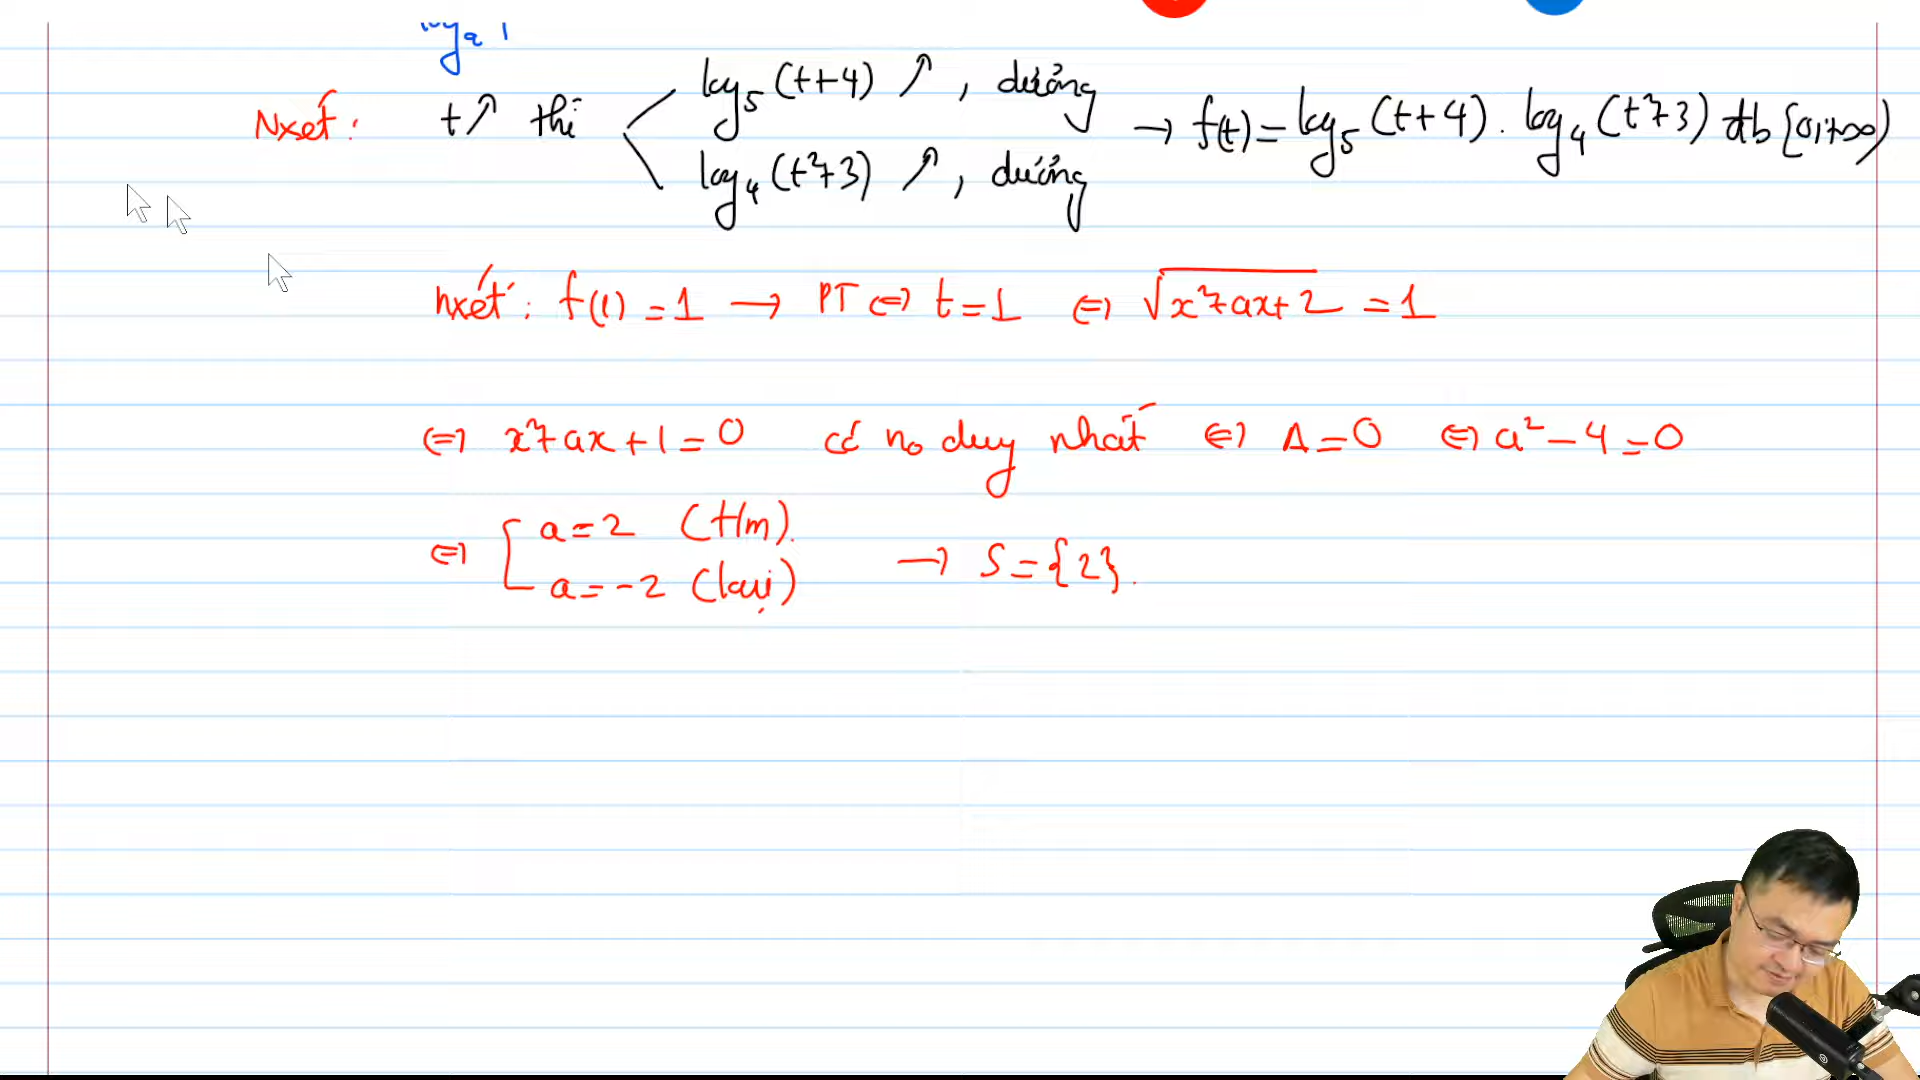 Nxét: t↗ thì log₅(t+4) ↗, dương
log₄(t²+3) ↗, dương
→ f(t) = log₅(t+4). log₄(t²+3) đb [0;+∞)
nxét: f(1) = 1 → PT ⇔ t = 1 ⇔ √(x²+ax+2) = 1
⇔ x²+ax+1 = 0 có no duy nhất ⇔ Δ = 0 ⇔ a² - 4 = 0
⇔ [ a = 2 (t/m).
a = -2 (loại) → S = {2}.